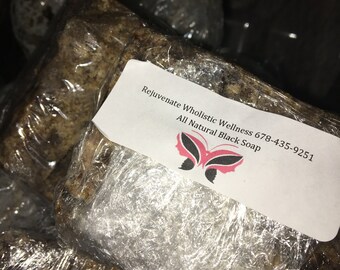 Rejuvenate Wholistic Wellness 678-435-9251
All Natural Black Soap